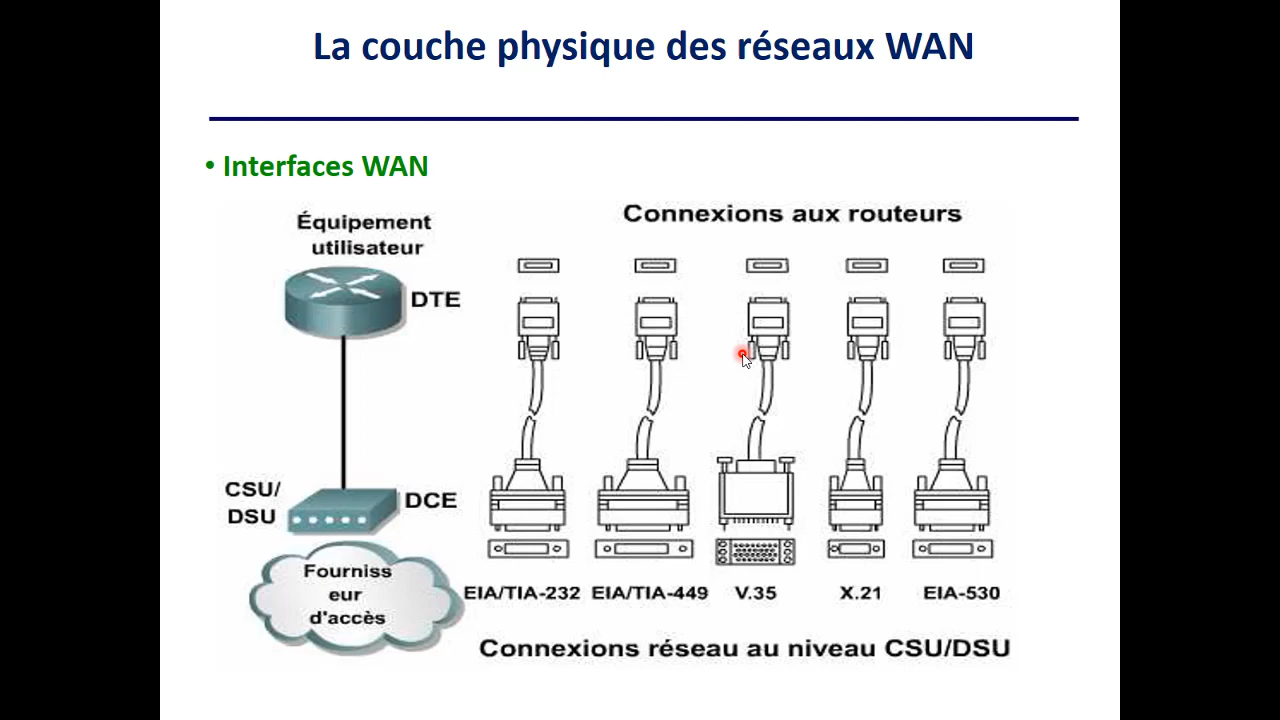 La couche physique des réseaux WAN
• Interfaces WAN
Équipement
utilisateur
DTE
CSU/
DSU
DCE
Fourniss
eur
d'accès
Connexions aux routeurs
EIA/TIA-232 EIA/TIA-449 V.35 X.21 EIA-530
Connexions réseau au niveau CSU/DSU